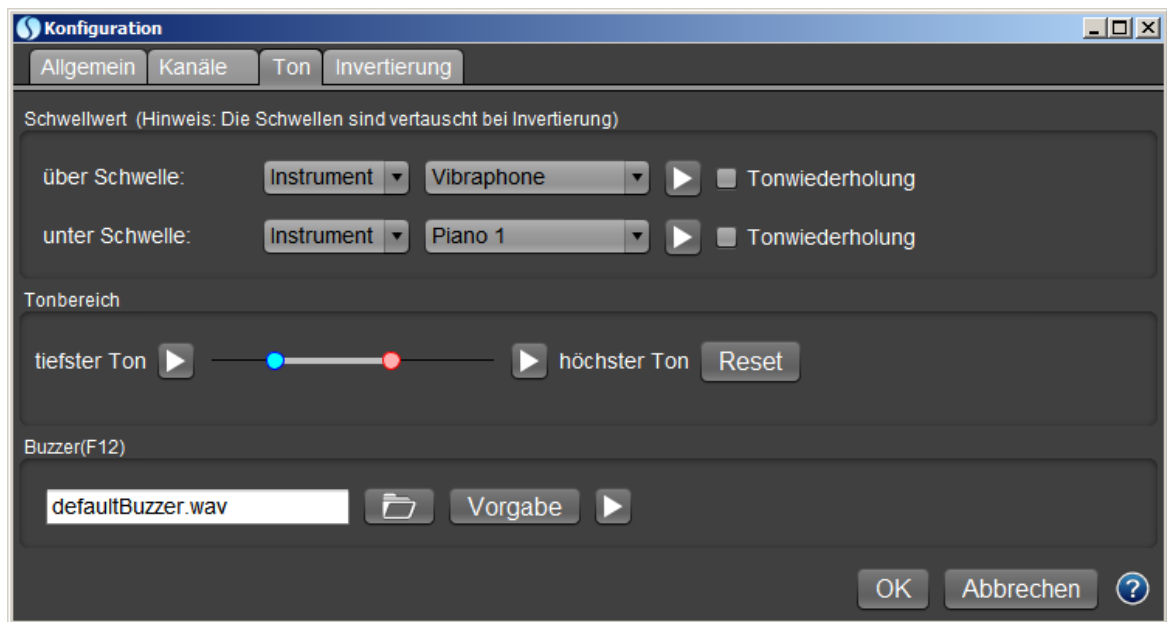 Konfiguration
Allgemein Kanäle Ton Invertierung
Schwellwert (Hinweis: Die Schwellen sind vertauscht bei Invertierung)
über Schwelle: Instrument Vibraphone Tonwiederholung
unter Schwelle: Instrument Piano 1 Tonwiederholung
Tonbereich
tiefster Ton höchster Ton Reset
Buzzer(F12)
defaultBuzzer.wav Vorgabe
OK Abbrechen ?